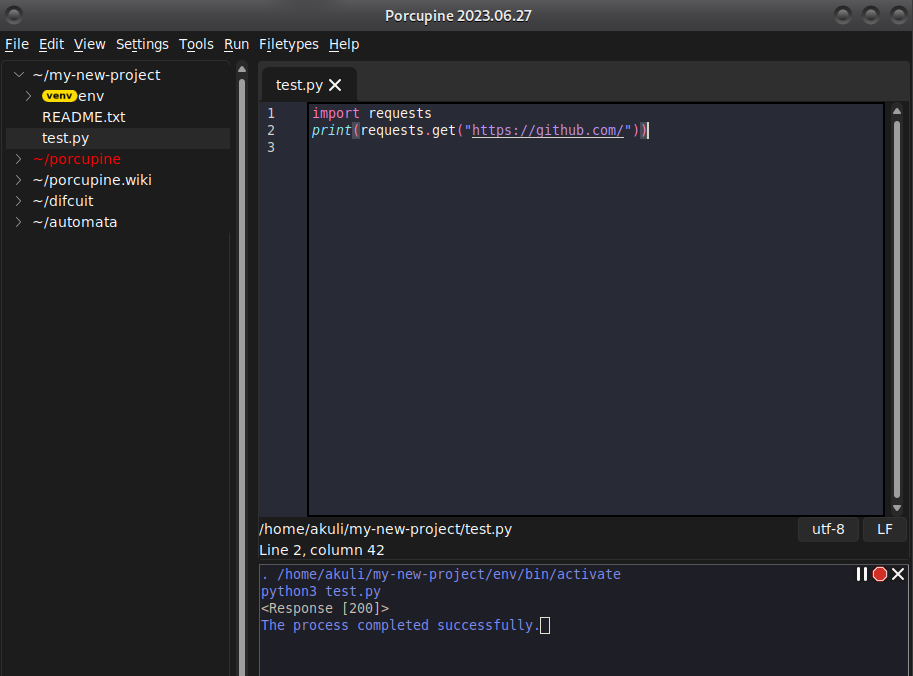 Porcupine 2023.06.27
File Edit View Settings Tools Run Filetypes Help
~/my-new-project
venv env
README.txt
test.py
~/porcupine
~/porcupine.wiki
~/difcuit
~/automata
test.py
1 import requests
2 print(requests.get("https://github.com/"))
3
/home/akuli/my-new-project/test.py utf-8 LF
Line 2, column 42
. /home/akuli/my-new-project/env/bin/activate
python3 test.py
<Response [200]>
The process completed successfully.